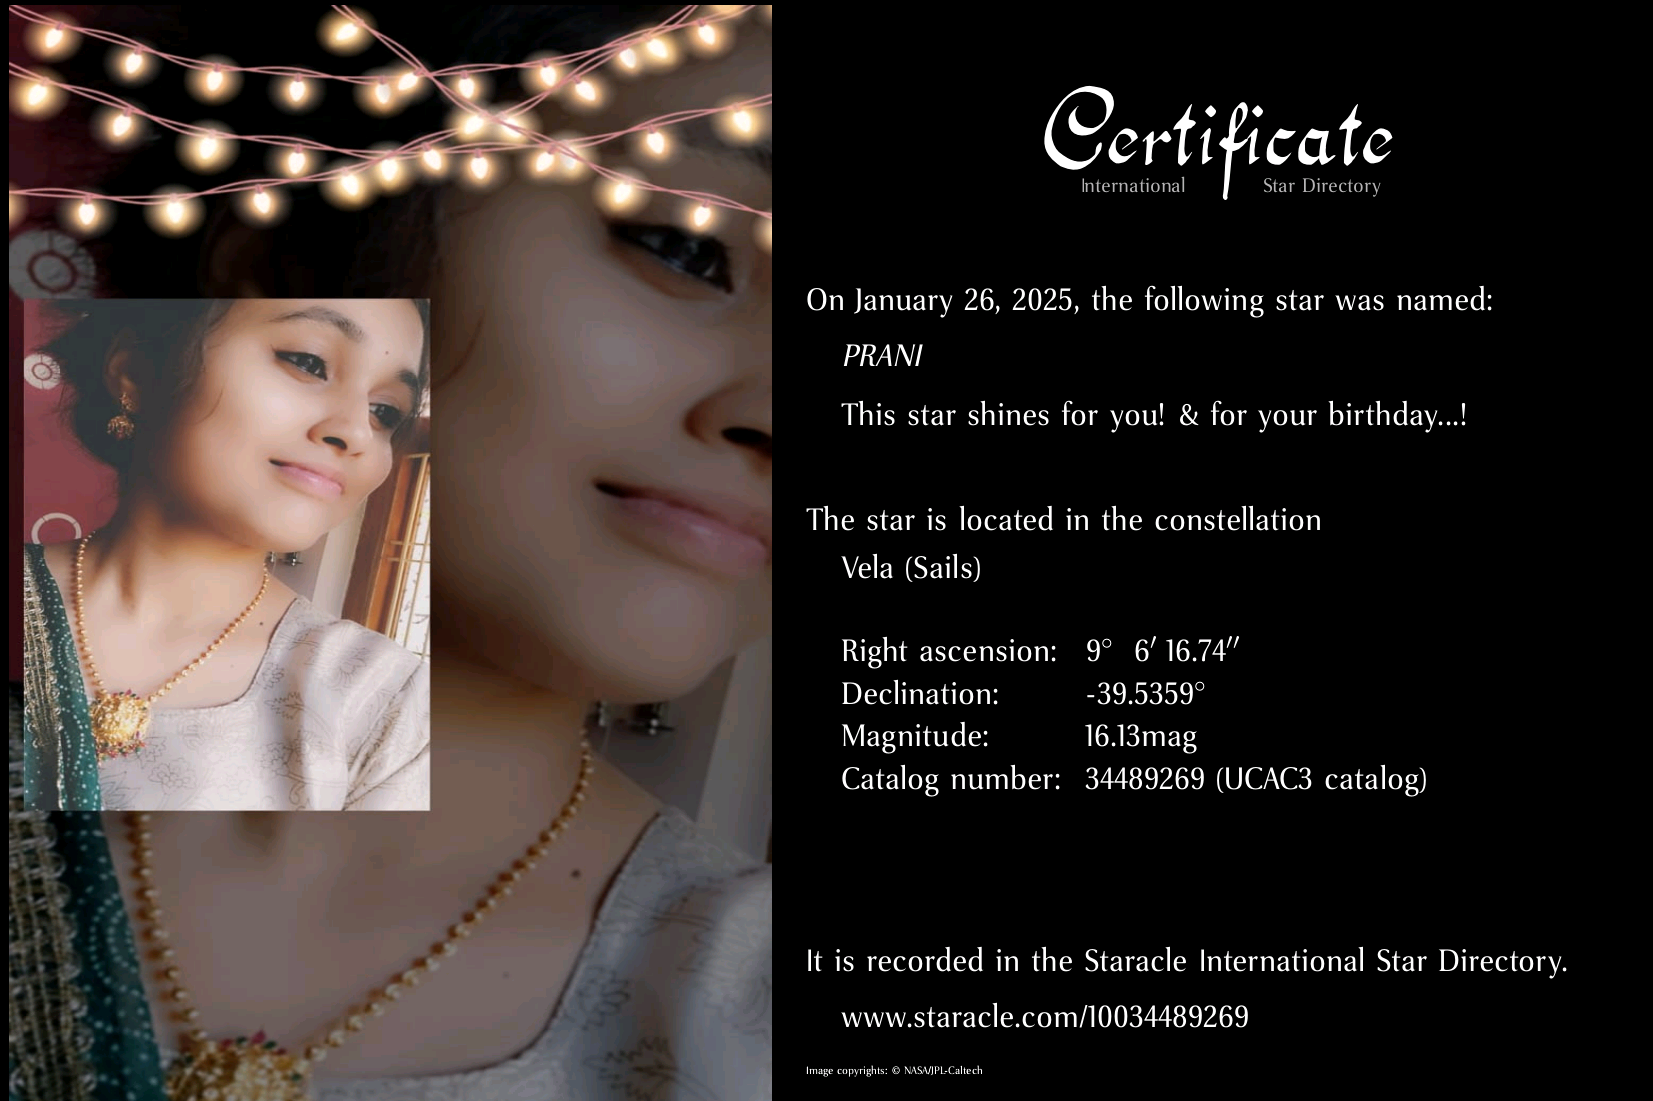 Certificate
International Star Directory
On January 26, 2025, the following star was named:
PRANI
This star shines for you! & for your birthday...!
The star is located in the constellation
Vela (Sails)
Right ascension: 9° 6′ 16.74″
Declination: -39.5359°
Magnitude: 16.13mag
Catalog number: 34489269 (UCAC3 catalog)
It is recorded in the Staracle International Star Directory.
www.staracle.com/10034489269
Image copyrights: © NASA/JPL-Caltech